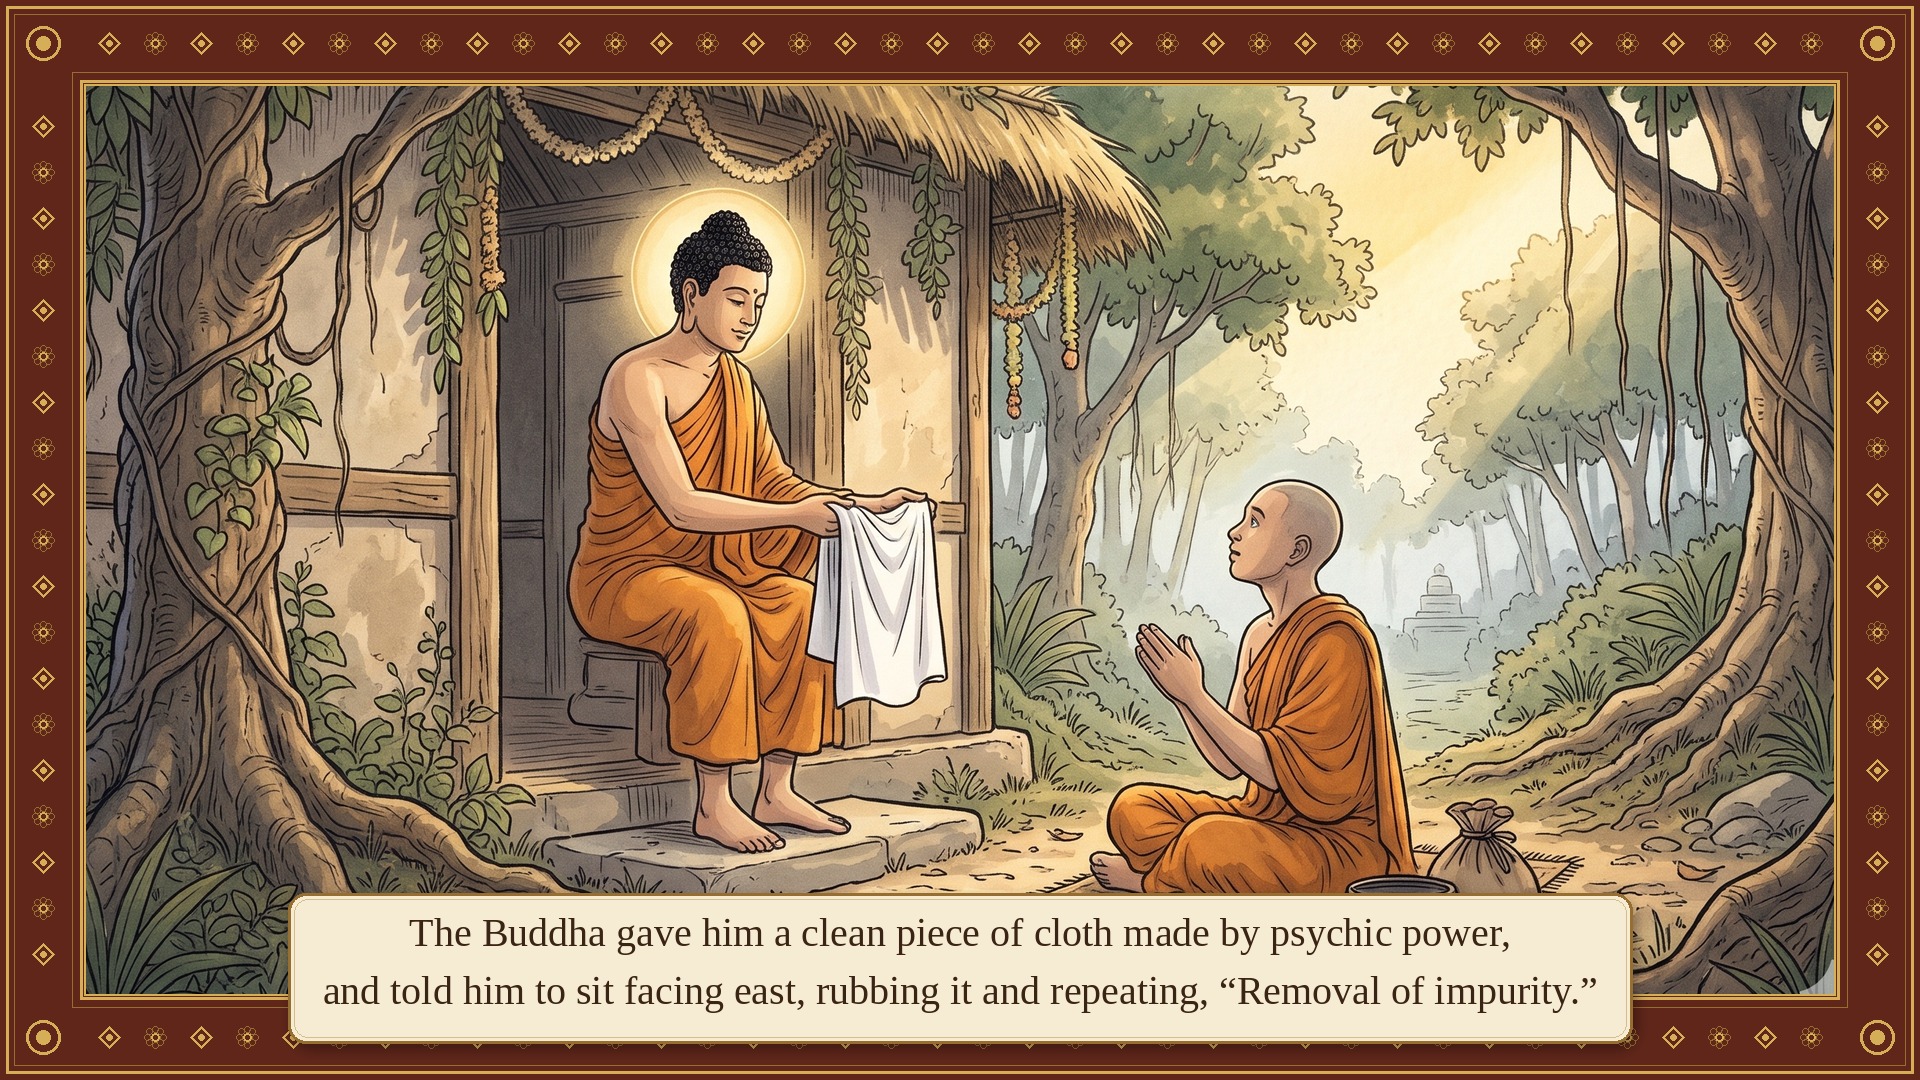 The Buddha gave him a clean piece of cloth made by psychic power,
and told him to sit facing east, rubbing it and repeating, “Removal of impurity.”